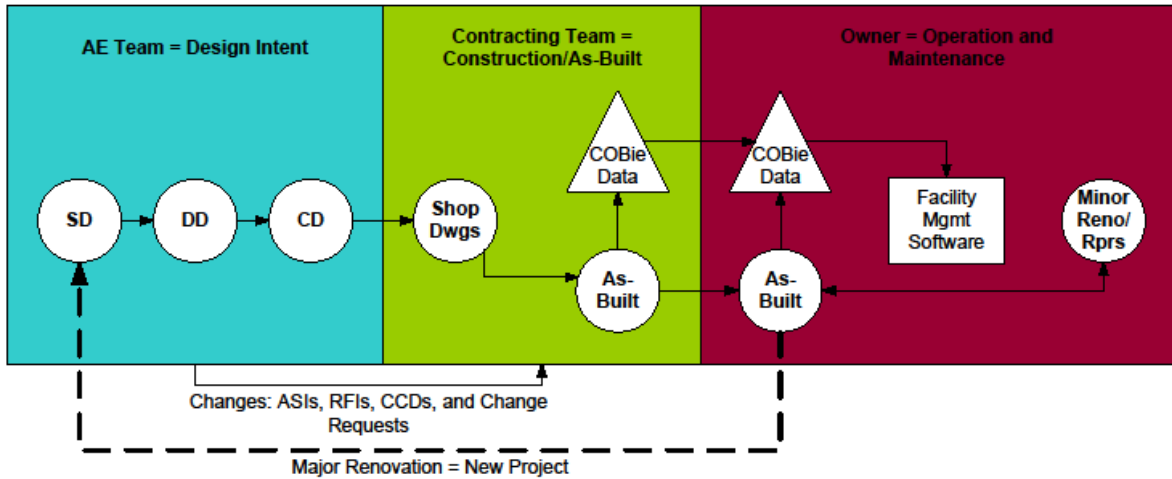 AE Team = Design Intent
Contracting Team =
Construction/As-Built
Owner = Operation and
Maintenance
SD
DD
CD
Shop
Dwgs
COBie
Data
As-
Built
COBie
Data
As-
Built
Facility
Mgmt
Software
Minor
Reno/
Rprs
Changes: ASIs, RFIs, CCDs, and Change
Requests
Major Renovation = New Project